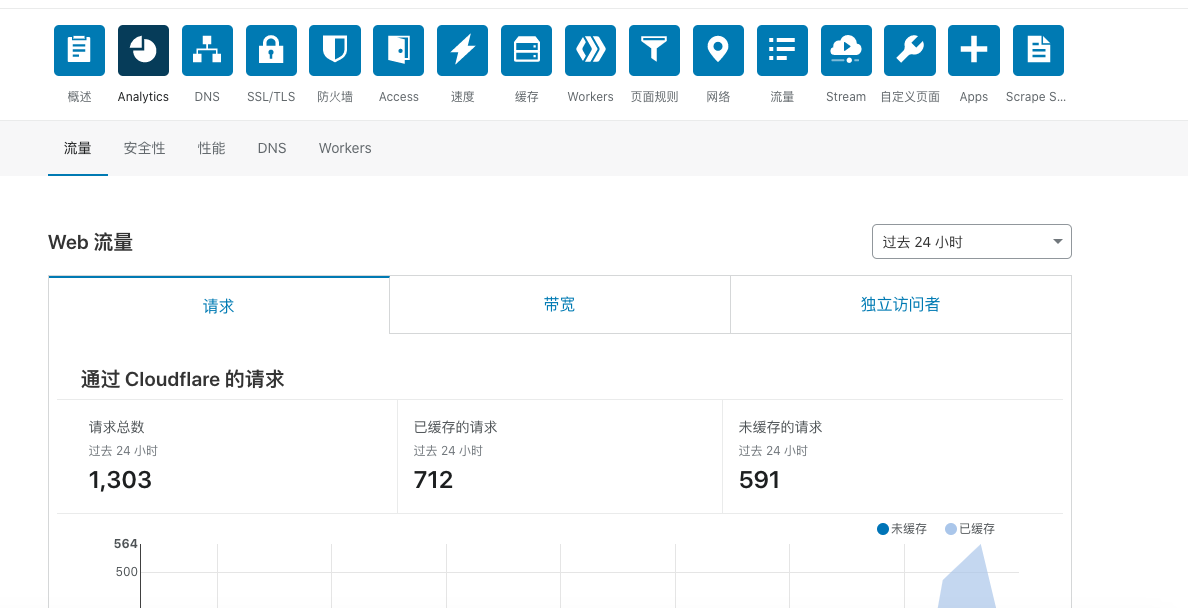 概述 Analytics DNS SSL/TLS 防火墙 Access 速度 缓存 Workers 页面规则 网络 流量 Stream 自定义页面 Apps Scrape S...
流量 安全性 性能 DNS Workers
Web 流量 过去 24 小时
请求 带宽 独立访问者
通过 Cloudflare 的请求
请求总数 已缓存的请求 未缓存的请求
过去 24 小时 过去 24 小时 过去 24 小时
1,303 712 591
未缓存 已缓存
564
500